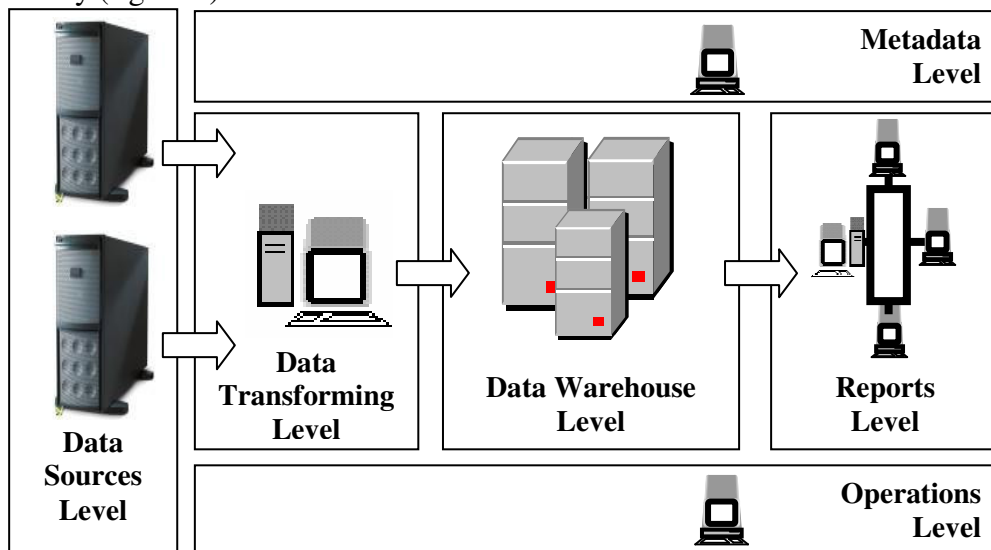 Metadata
Level
Data
Sources
Level
Data
Transforming
Level
Data Warehouse
Level
Reports
Level
Operations
Level